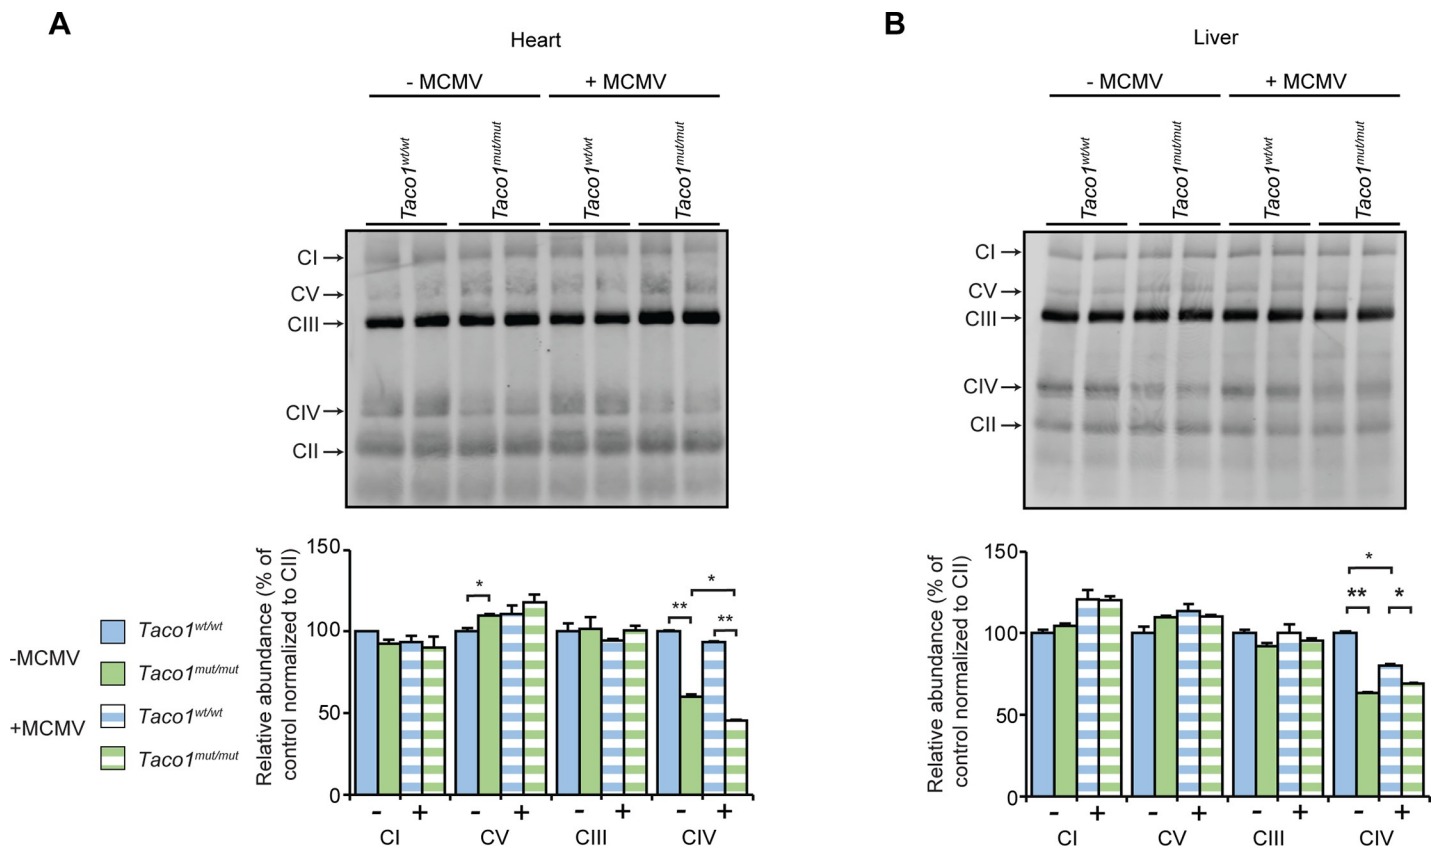 A
Heart
- MCMV
+ MCMV
Taco1wt/wt
Taco1mut/mut
Taco1wt/wt
Taco1mut/mut
CI
CV
CIII
CIV
CII
Relative abundance (% of
control normalized to CII)
150
100
50
0
*
**
*
**
- +
- +
- +
- +
CI
CV
CIII
CIV
-MCMV
+MCMV
Taco1wt/wt
Taco1mut/mut
Taco1wt/wt
Taco1mut/mut
B
Liver
- MCMV
+ MCMV
Taco1wt/wt
Taco1mut/mut
Taco1wt/wt
Taco1mut/mut
CI
CV
CIII
CIV
CII
Relative abundance (% of
control normalized to CII)
150
100
50
0
*
**
*
- +
- +
- +
- +
CI
CV
CIII
CIV